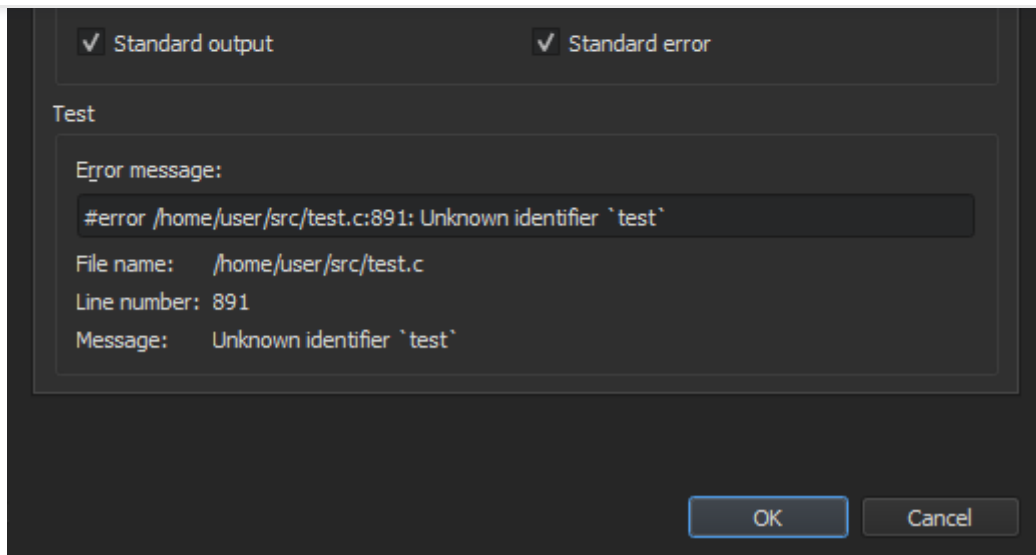 Standard output Standard error
Test
Error message:
#error /home/user/src/test.c:891: Unknown identifier `test`
File name: /home/user/src/test.c
Line number: 891
Message: Unknown identifier `test`
OK Cancel